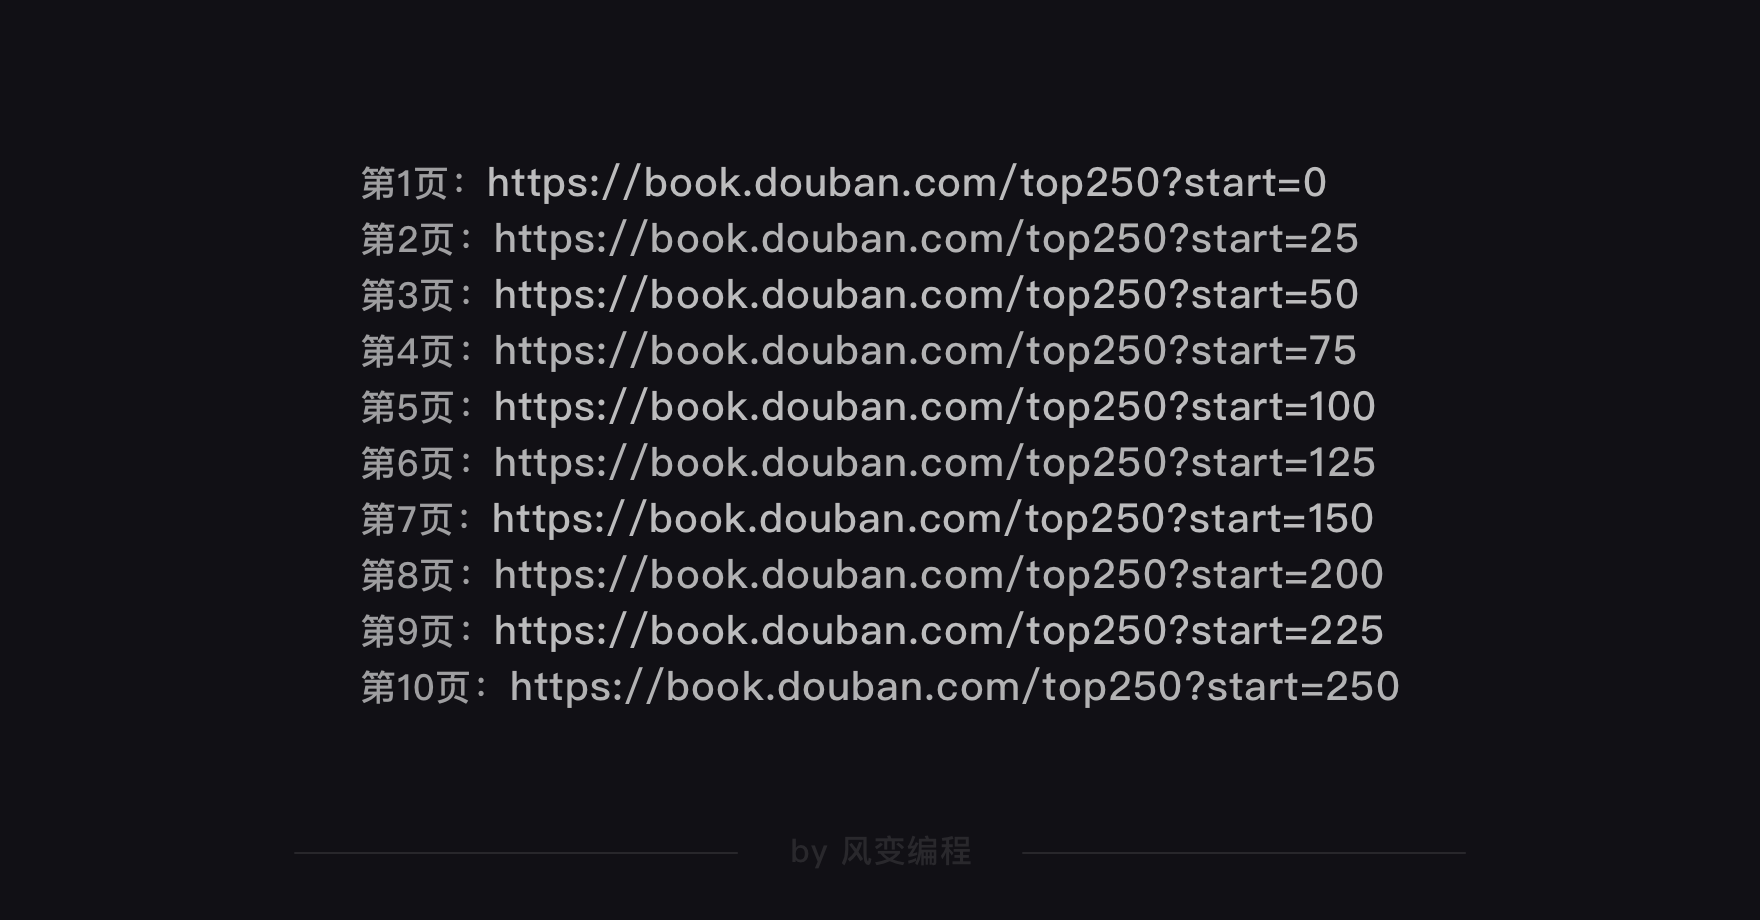 第1页：https://book.douban.com/top250?start=0
第2页：https://book.douban.com/top250?start=25
第3页：https://book.douban.com/top250?start=50
第4页：https://book.douban.com/top250?start=75
第5页：https://book.douban.com/top250?start=100
第6页：https://book.douban.com/top250?start=125
第7页：https://book.douban.com/top250?start=150
第8页：https://book.douban.com/top250?start=200
第9页：https://book.douban.com/top250?start=225
第10页：https://book.douban.com/top250?start=250
by 风变编程